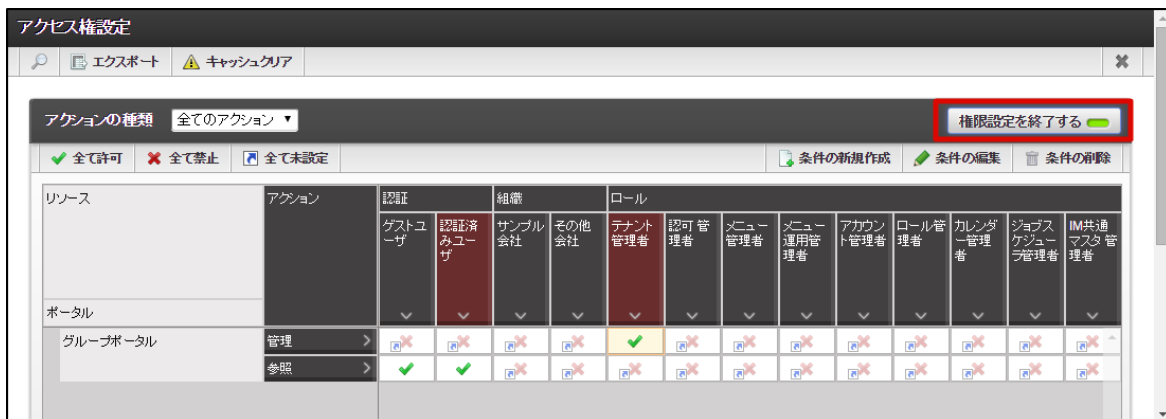 アクセス権設定
エクスポート キャッシュクリア
アクションの種類 全てのアクション 権限設定を終了する
全て許可 全て禁止 全て未設定 条件の新規作成 条件の編集 条件の削除
リソース アクション 認証 組織 ロール
ゲストユーザ 認証済みユーザ サンプル会社 その他会社 テナント管理者 認可管理者 メニュー管理者 メニュー運用管理者 アカウント管理者 ロール管理者 カレンダー管理者 ジョブスケジューラ管理者 IM共通マスタ管理者
ポータル
グループポータル 管理
参照